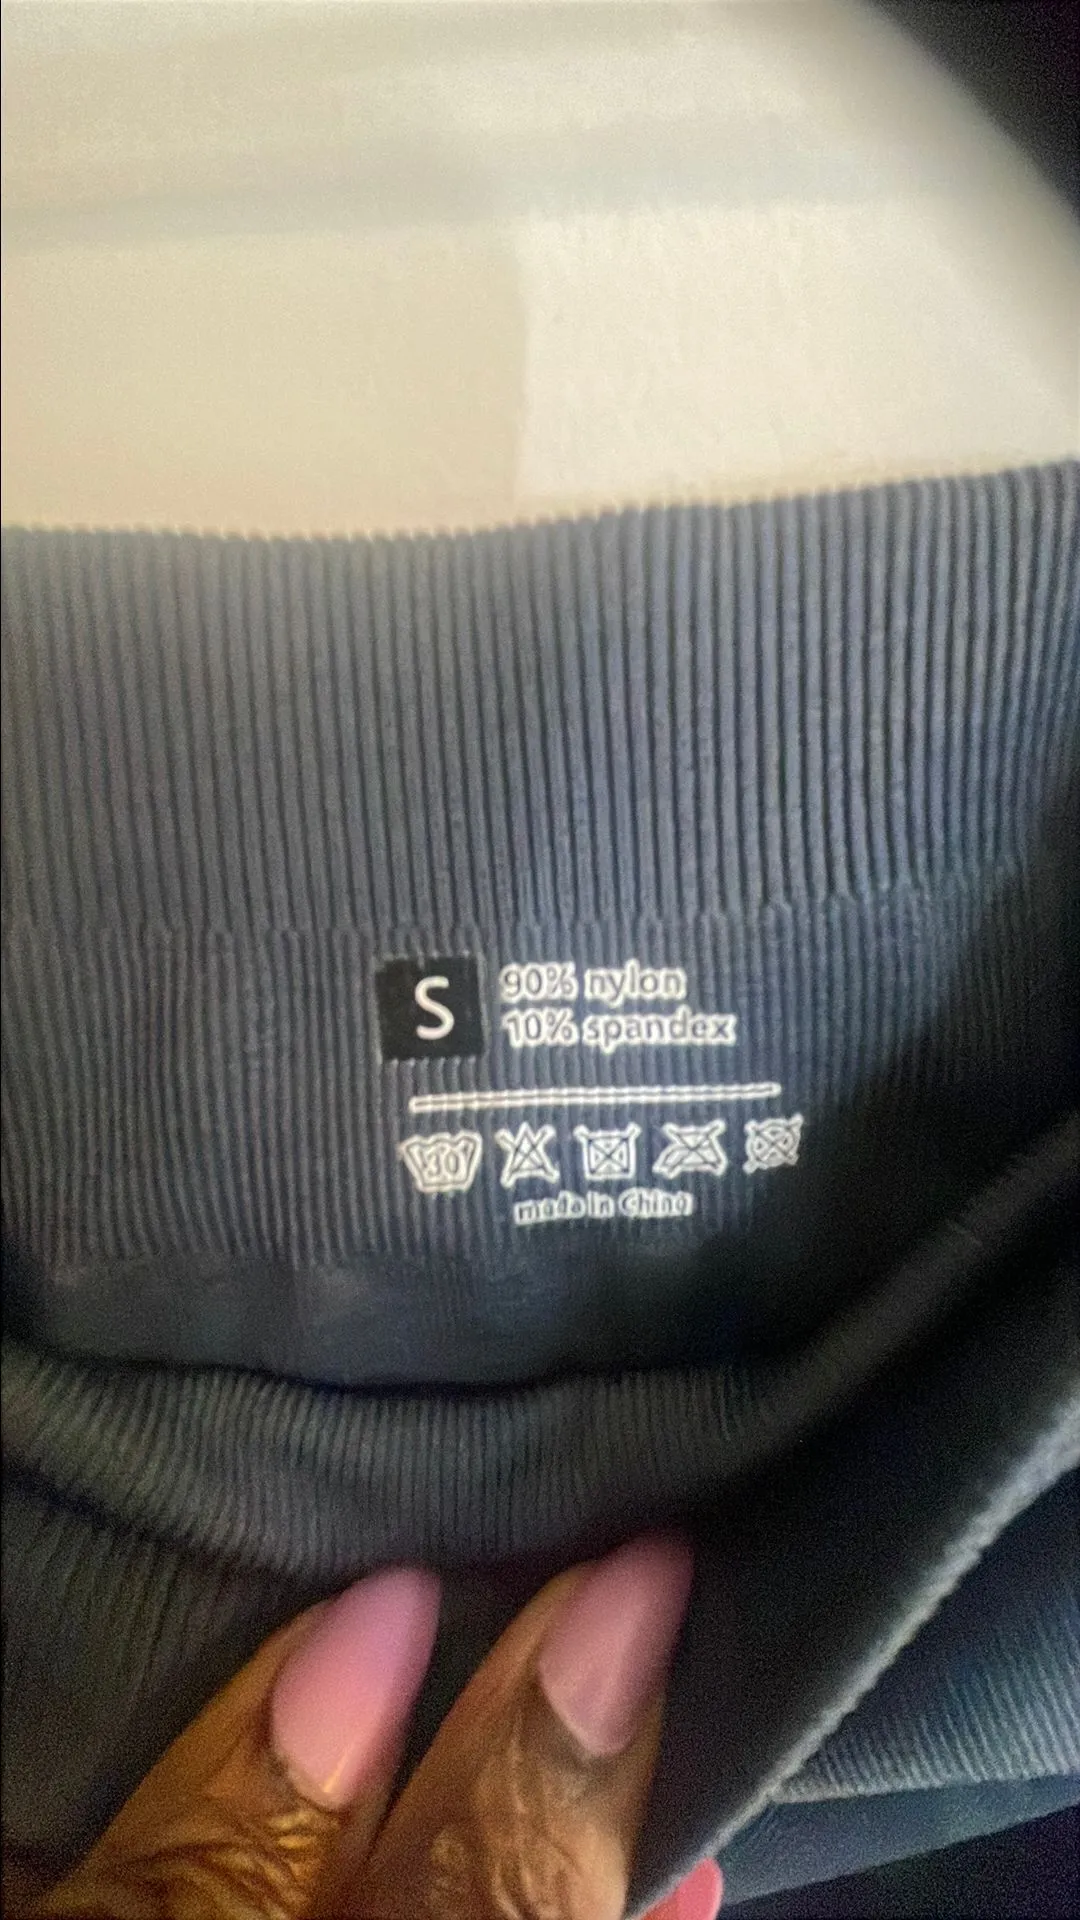 S
90% nylon
10% spandex
30
made in China